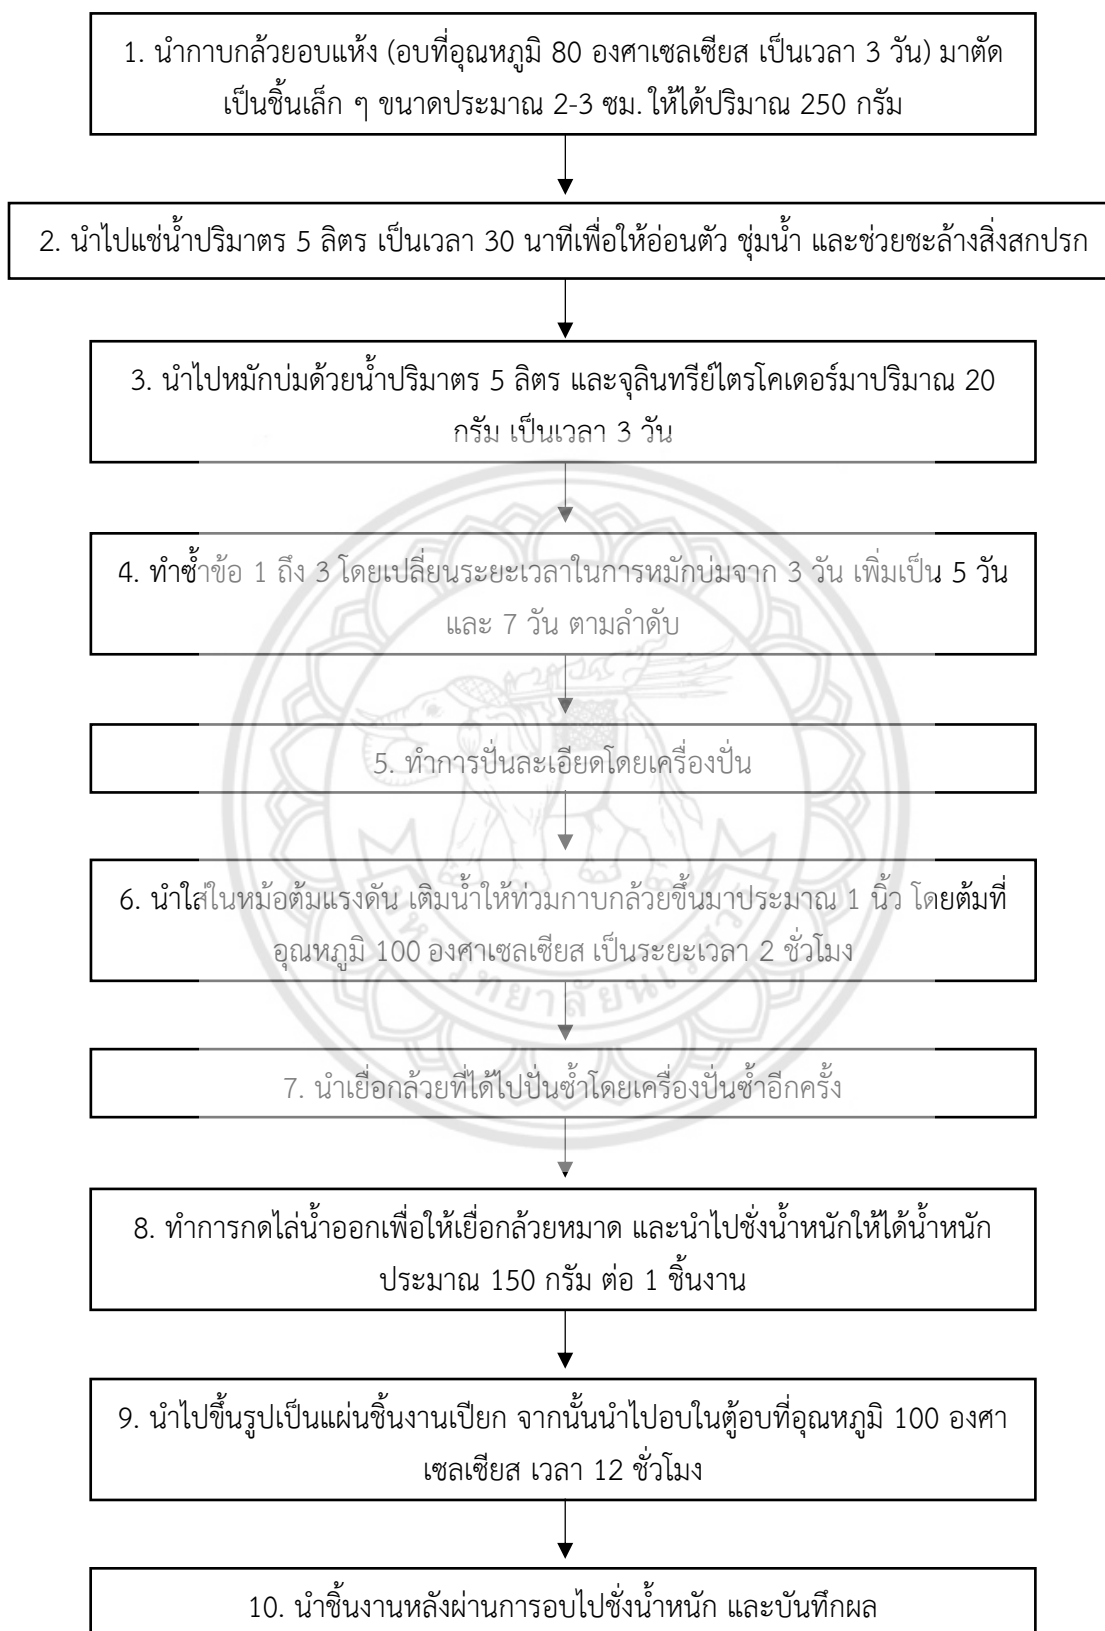 1. นำกาบกล้วยอบแห้ง (อบที่อุณหภูมิ 80 องศาเซลเซียส เป็นเวลา 3 วัน) มาตัด
เป็นชิ้นเล็ก ๆ ขนาดประมาณ 2-3 ซม. ให้ได้ปริมาณ 250 กรัม
2. นำไปแช่น้ำปริมาตร 5 ลิตร เป็นเวลา 30 นาทีเพื่อให้อ่อนตัว ชุ่มน้ำ และช่วยชะล้างสิ่งสกปรก
3. นำไปหมักบ่มด้วยน้ำปริมาตร 5 ลิตร และจุลินทรีย์ไตรโคเดอร์มาปริมาณ 20
กรัม เป็นเวลา 3 วัน
4. ทำซ้ำข้อ 1 ถึง 3 โดยเปลี่ยนระยะเวลาในการหมักบ่มจาก 3 วัน เพิ่มเป็น 5 วัน
และ 7 วัน ตามลำดับ
5. ทำการปั่นละเอียดโดยเครื่องปั่น
6. นำใส่ในหม้อต้มแรงดัน เติมน้ำให้ท่วมกาบกล้วยขึ้นมาประมาณ 1 นิ้ว โดยต้มที่
อุณหภูมิ 100 องศาเซลเซียส เป็นระยะเวลา 2 ชั่วโมง
มหาวิทยาลัยนเรศวร
7. นำเยื่อกล้วยที่ได้ไปปั่นซ้ำโดยเครื่องปั่นซ้ำอีกครั้ง
8. ทำการกดไล่น้ำออกเพื่อให้เยื่อกล้วยหมาด และนำไปชั่งน้ำหนักให้ได้น้ำหนัก
ประมาณ 150 กรัม ต่อ 1 ชิ้นงาน
9. นำไปขึ้นรูปเป็นแผ่นชิ้นงานเปียก จากนั้นนำไปอบในตู้อบที่อุณหภูมิ 100 องศา
เซลเซียส เวลา 12 ชั่วโมง
10. นำชิ้นงานหลังผ่านการอบไปชั่งน้ำหนัก และบันทึกผล